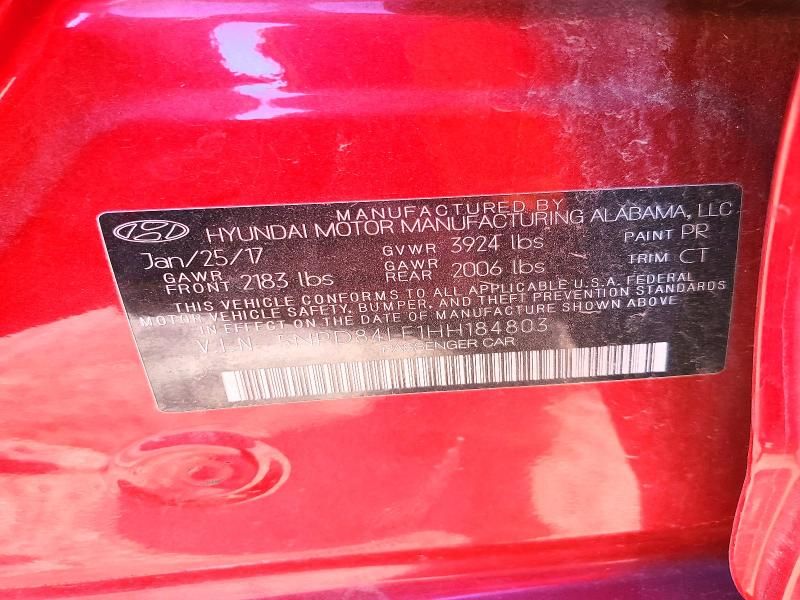 MANUFACTURED BY
HYUNDAI MOTOR MANUFACTURING ALABAMA, LLC
Jan/25/17 GVWR 3924 lbs PAINT PR
GAWR FRONT 2183 lbs GAWR REAR 2006 lbs TRIM CT
THIS VEHICLE CONFORMS TO ALL APPLICABLE U.S.A. FEDERAL
MOTOR VEHICLE SAFETY, BUMPER, AND THEFT PREVENTION STANDARDS
IN EFFECT ON THE DATE OF MANUFACTURE SHOWN ABOVE
V.I.N. 5NPD84LF1HH184803
PASSENGER CAR